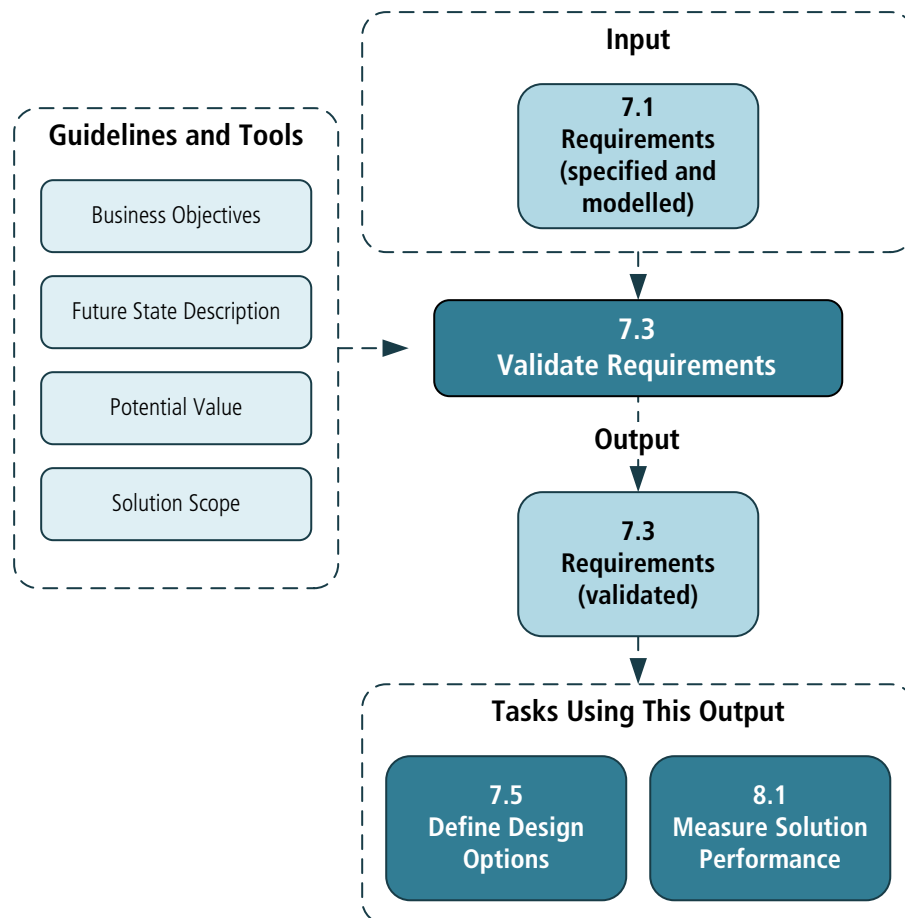 Input
7.1
Requirements
(specified and
modelled)
Guidelines and Tools
Business Objectives
Future State Description
Potential Value
Solution Scope
7.3
Validate Requirements
Output
7.3
Requirements
(validated)
Tasks Using This Output
7.5
Define Design
Options
8.1
Measure Solution
Performance